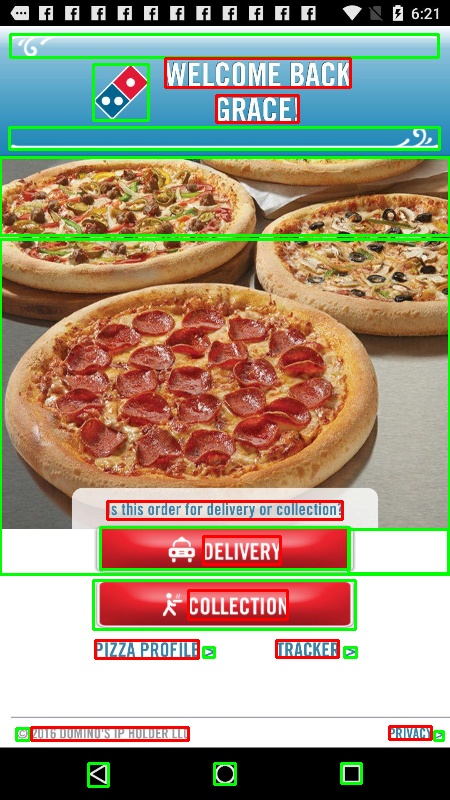 6:21
WELCOME BACK
GRACE!
Is this order for delivery or collection?
DELIVERY
COLLECTION
PIZZA PROFILE >
TRACKER >
© 2016 DOMINO'S IP HOLDER LLC
PRIVACY >